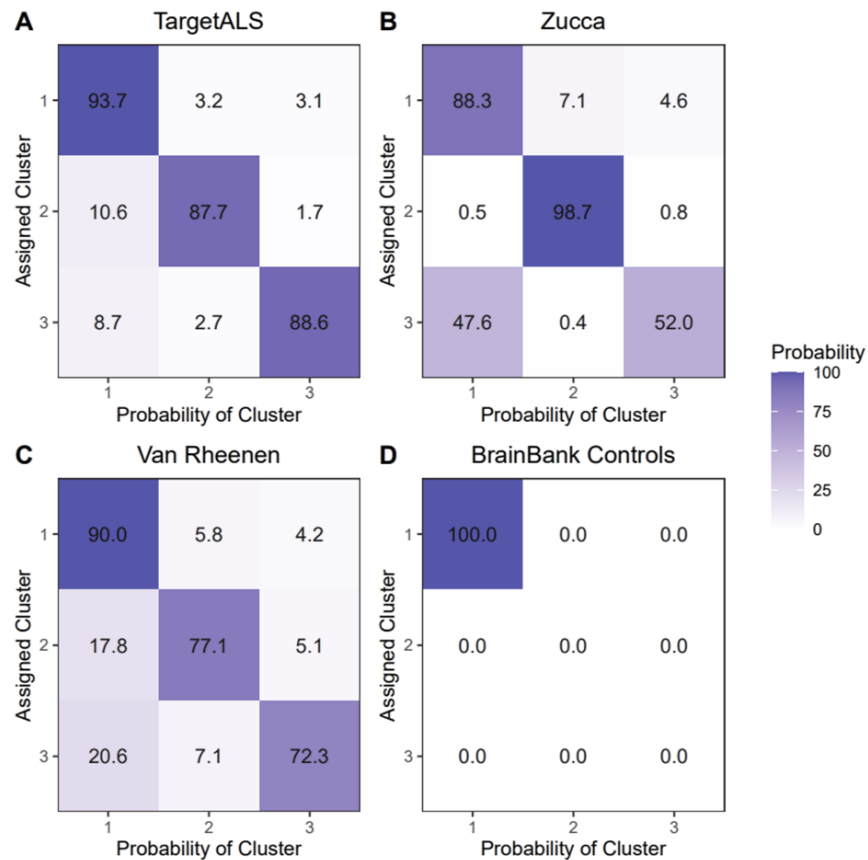 A TargetALS
1 93.7 3.2 3.1
2 10.6 87.7 1.7
3 8.7 2.7 88.6
1 2 3
Assigned Cluster
Probability of Cluster
B Zucca
1 88.3 7.1 4.6
2 0.5 98.7 0.8
3 47.6 0.4 52.0
1 2 3
Assigned Cluster
Probability of Cluster
C Van Rheenen
1 90.0 5.8 4.2
2 17.8 77.1 5.1
3 20.6 7.1 72.3
1 2 3
Assigned Cluster
Probability of Cluster
D BrainBank Controls
1 100.0 0.0 0.0
2 0.0 0.0 0.0
3 0.0 0.0 0.0
1 2 3
Assigned Cluster
Probability of Cluster
Probability
100
75
50
25
0